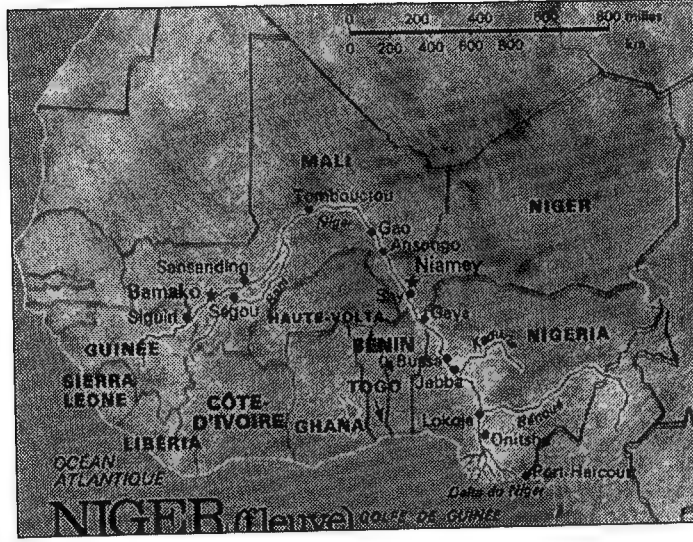 0 200 400 600 800 milles
0 200 400 600 800 km
MALI
Tombouctou
Niger
NIGER
Gao
Ansongo
Sansanding
Niamey
Bamako
Say
Ségou
Siguiri
HAUTE-VOLTA
Gaya
GUINÉE
BÉNIN
NIGERIA
Bussa
SIERRA
LEONE
TOGO
Jebba
CÔTE
D'IVOIRE
GHANA
Lokoja
Bénoué
LIBÉRIA
Onitsha
OCÉAN
ATLANTIQUE
Port-Harcourt
Delta du Niger
NIGER (fleuve)
GOLFE DE GUINÉE